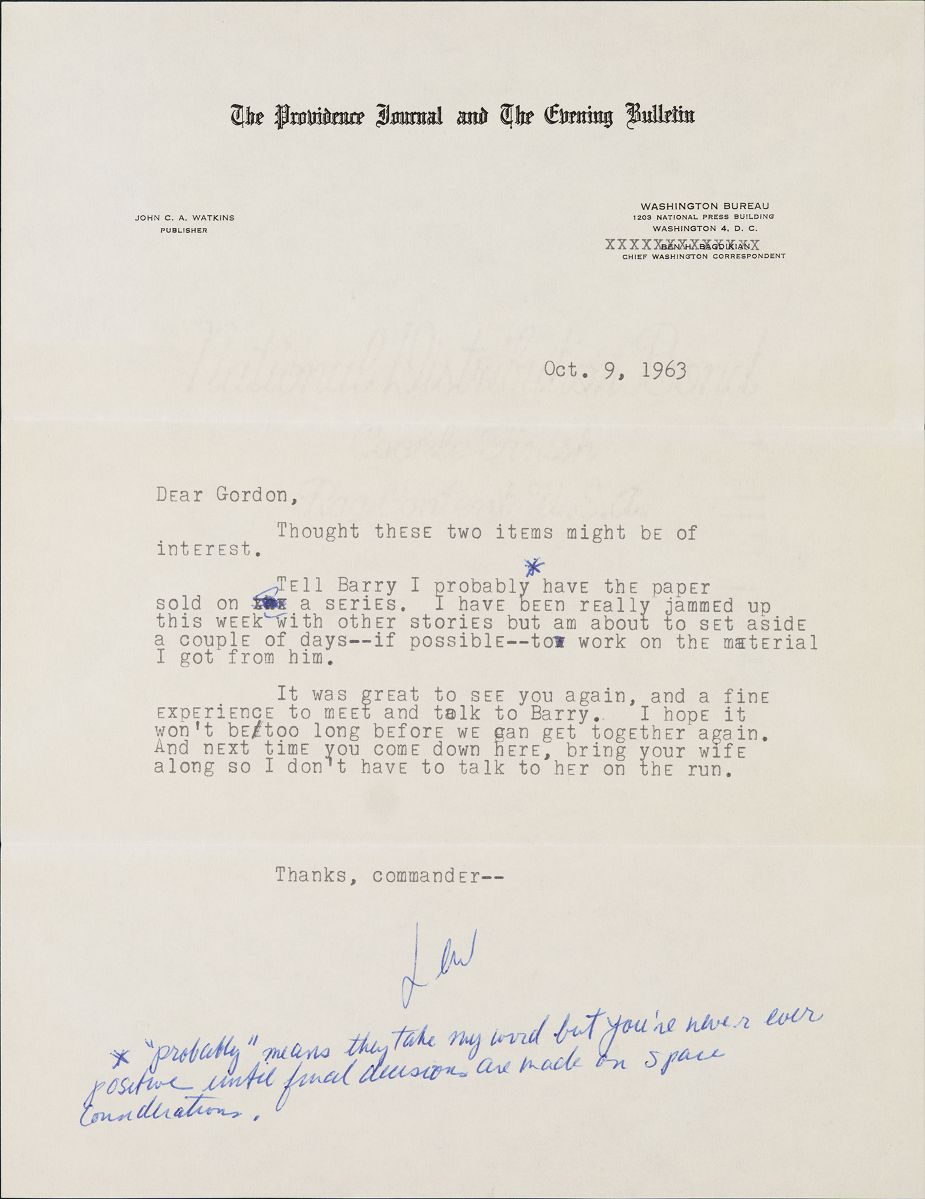 The Providence Journal and The Evening Bulletin
JOHN C. A. WATKINS
PUBLISHER
WASHINGTON BUREAU
1203 NATIONAL PRESS BUILDING
WASHINGTON 4, D. C.
BEN H. BAGDIKIAN
CHIEF WASHINGTON CORRESPONDENT
Oct. 9, 1963
Dear Gordon,
Thought these two items might be of
interest.
Tell Barry I probably* have the paper
sold on a series. I have been really jammed up
this week with other stories but am about to set aside
a couple of days--if possible--to work on the material
I got from him.
It was great to see you again, and a fine
experience to meet and talk to Barry. I hope it
won't be too long before we can get together again.
And next time you come down here, bring your wife
along so I don't have to talk to her on the run.
Thanks, commander--
Lew
* "probably" means they take my word but you're never ever
positive until final decisions are made on space
considerations.